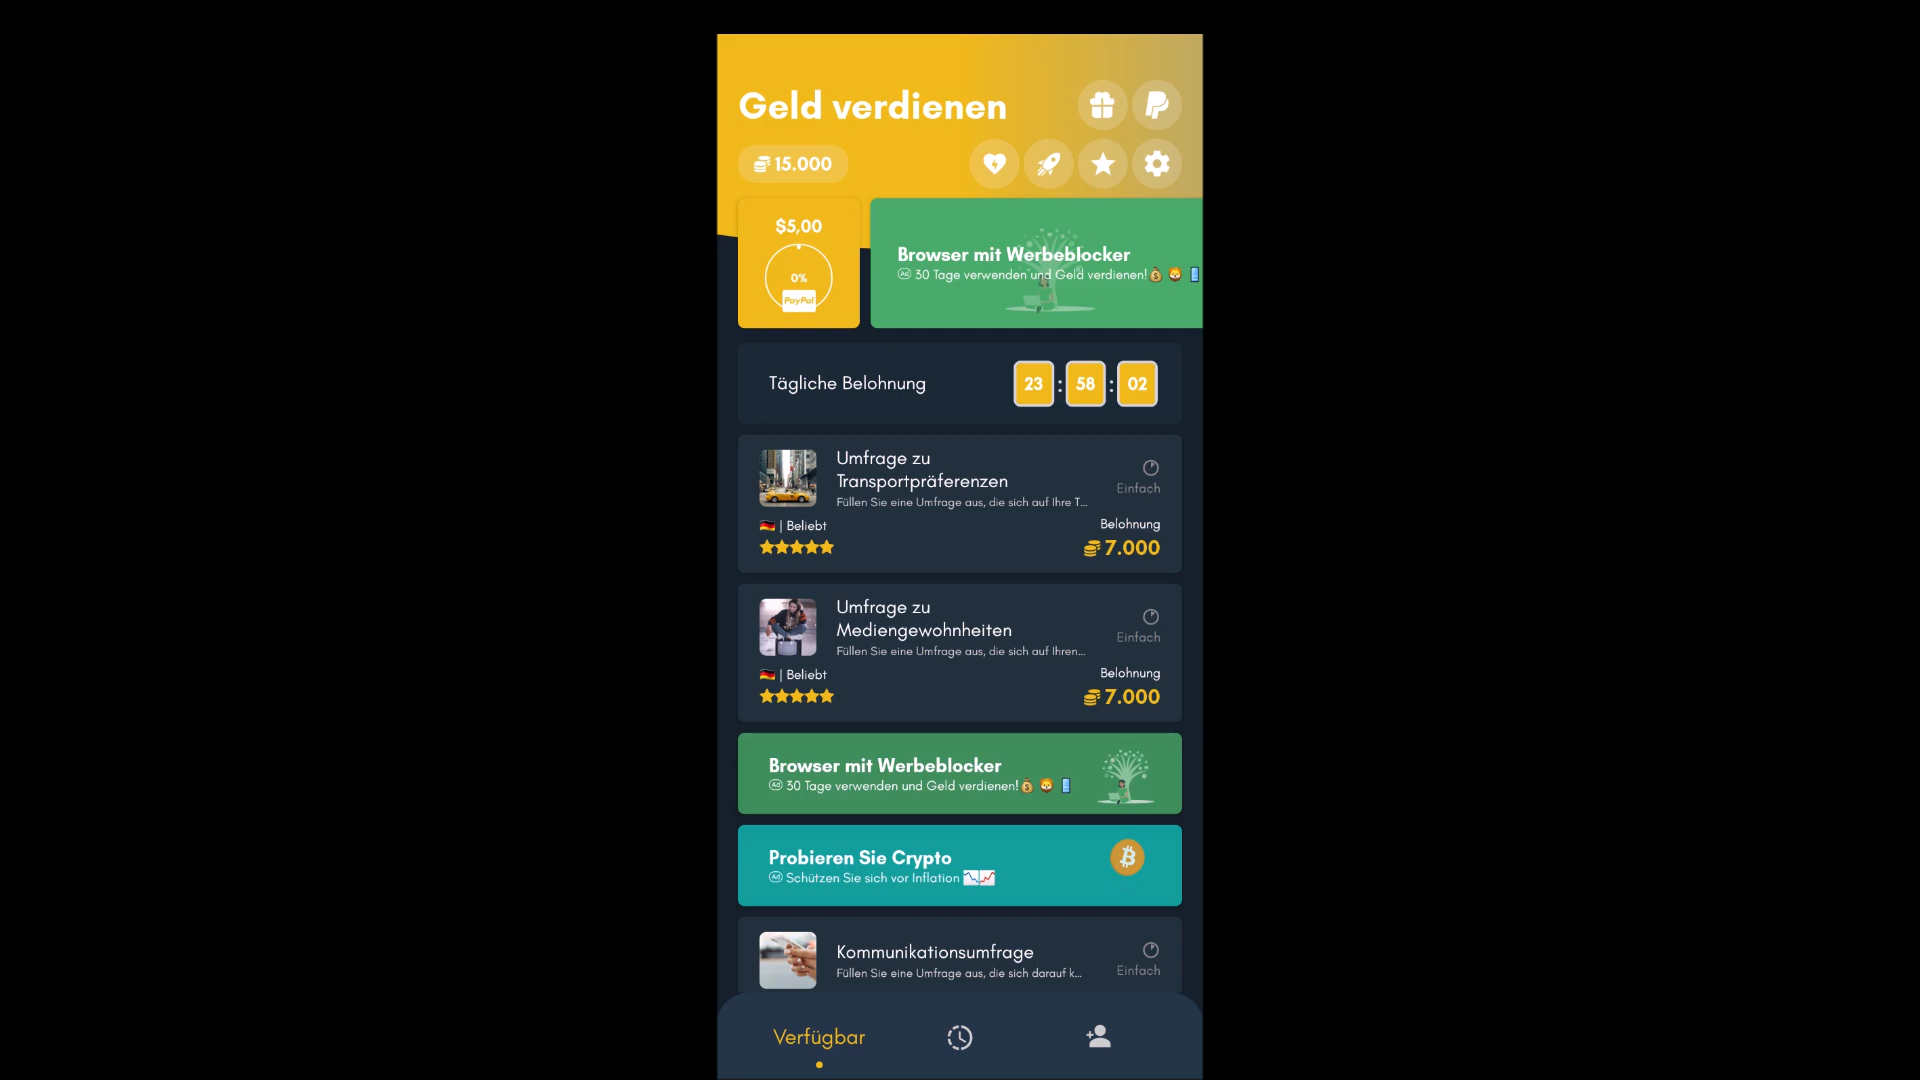 Geld verdienen
15.000
$5,00
0%
PayPal
Browser mit Werbeblocker
Ad 30 Tage verwenden und Geld verdienen!
Tägliche Belohnung
23 : 58 : 02
Umfrage zu
Transportpräferenzen
Füllen Sie eine Umfrage aus, die sich auf Ihre T...
Einfach
| Beliebt
Belohnung
7.000
Umfrage zu
Mediengewohnheiten
Füllen Sie eine Umfrage aus, die sich auf Ihren...
Einfach
| Beliebt
Belohnung
7.000
Browser mit Werbeblocker
Ad 30 Tage verwenden und Geld verdienen!
Probieren Sie Crypto
Ad Schützen Sie sich vor Inflation
Kommunikationsumfrage
Füllen Sie eine Umfrage aus, die sich darauf k...
Einfach
Verfügbar